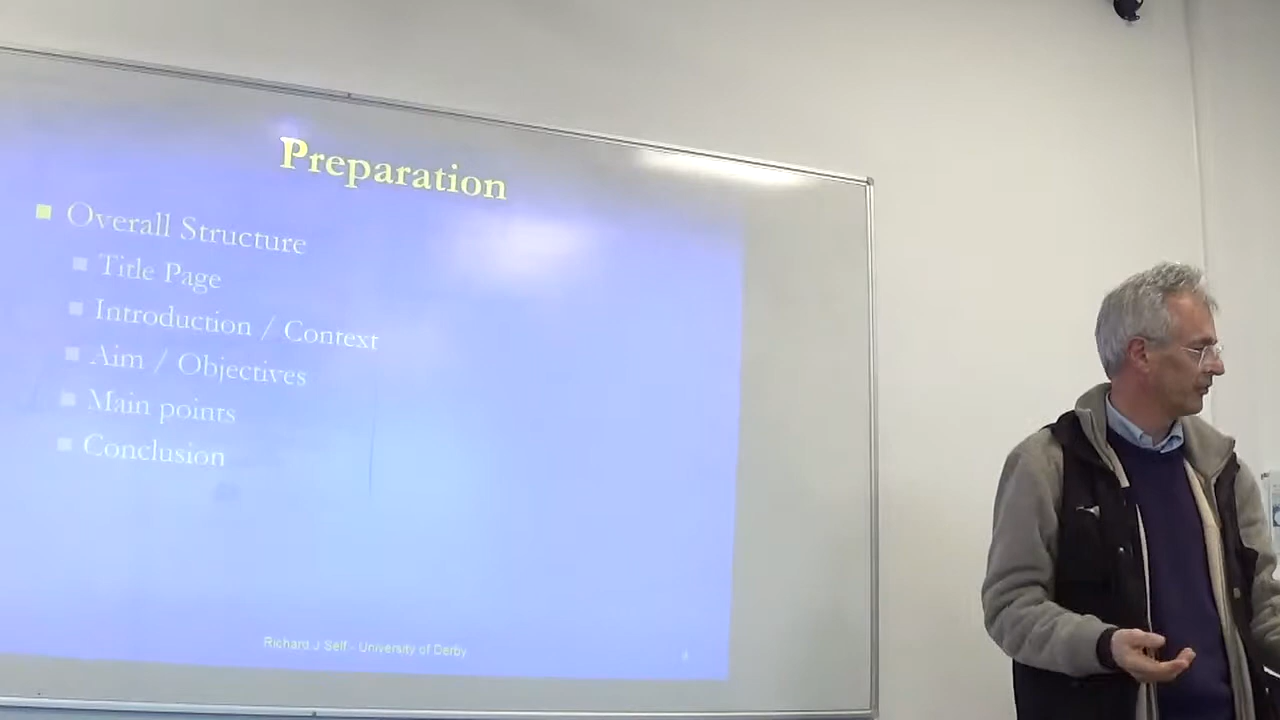 Preparation
Overall Structure
Title Page
Introduction / Context
Aim / Objectives
Main points
Conclusion
Richard J Self - University of Derby